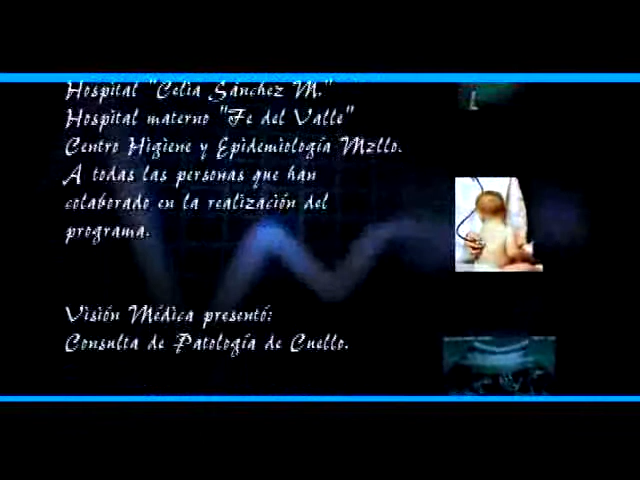 Hospital "Celia Sánchez M."
Hospital materno "Fe del Valle"
Centro Higiene y Epidemiología Mzllo.
A todas las personas que han
colaborado en la realización del
programa.
Visión Médica presentó:
Consulta de Patología de Cuello.